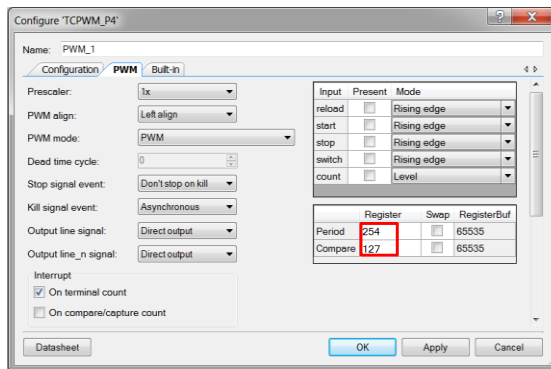 Configure 'TCPWM_P4'
Name: PWM_1
Configuration PWM Built-in
Prescaler: 1x
PWM align: Left align
PWM mode: PWM
Dead time cycle: 0
Stop signal event: Don't stop on kill
Kill signal event: Asynchronous
Output line signal: Direct output
Output line_n signal: Direct output
Interrupt
On terminal count
On compare/capture count
Input Present Mode
reload Rising edge
start Rising edge
stop Rising edge
switch Rising edge
count Level
Register Swap RegisterBuf
Period 254 65535
Compare 127 65535
Datasheet OK Apply Cancel